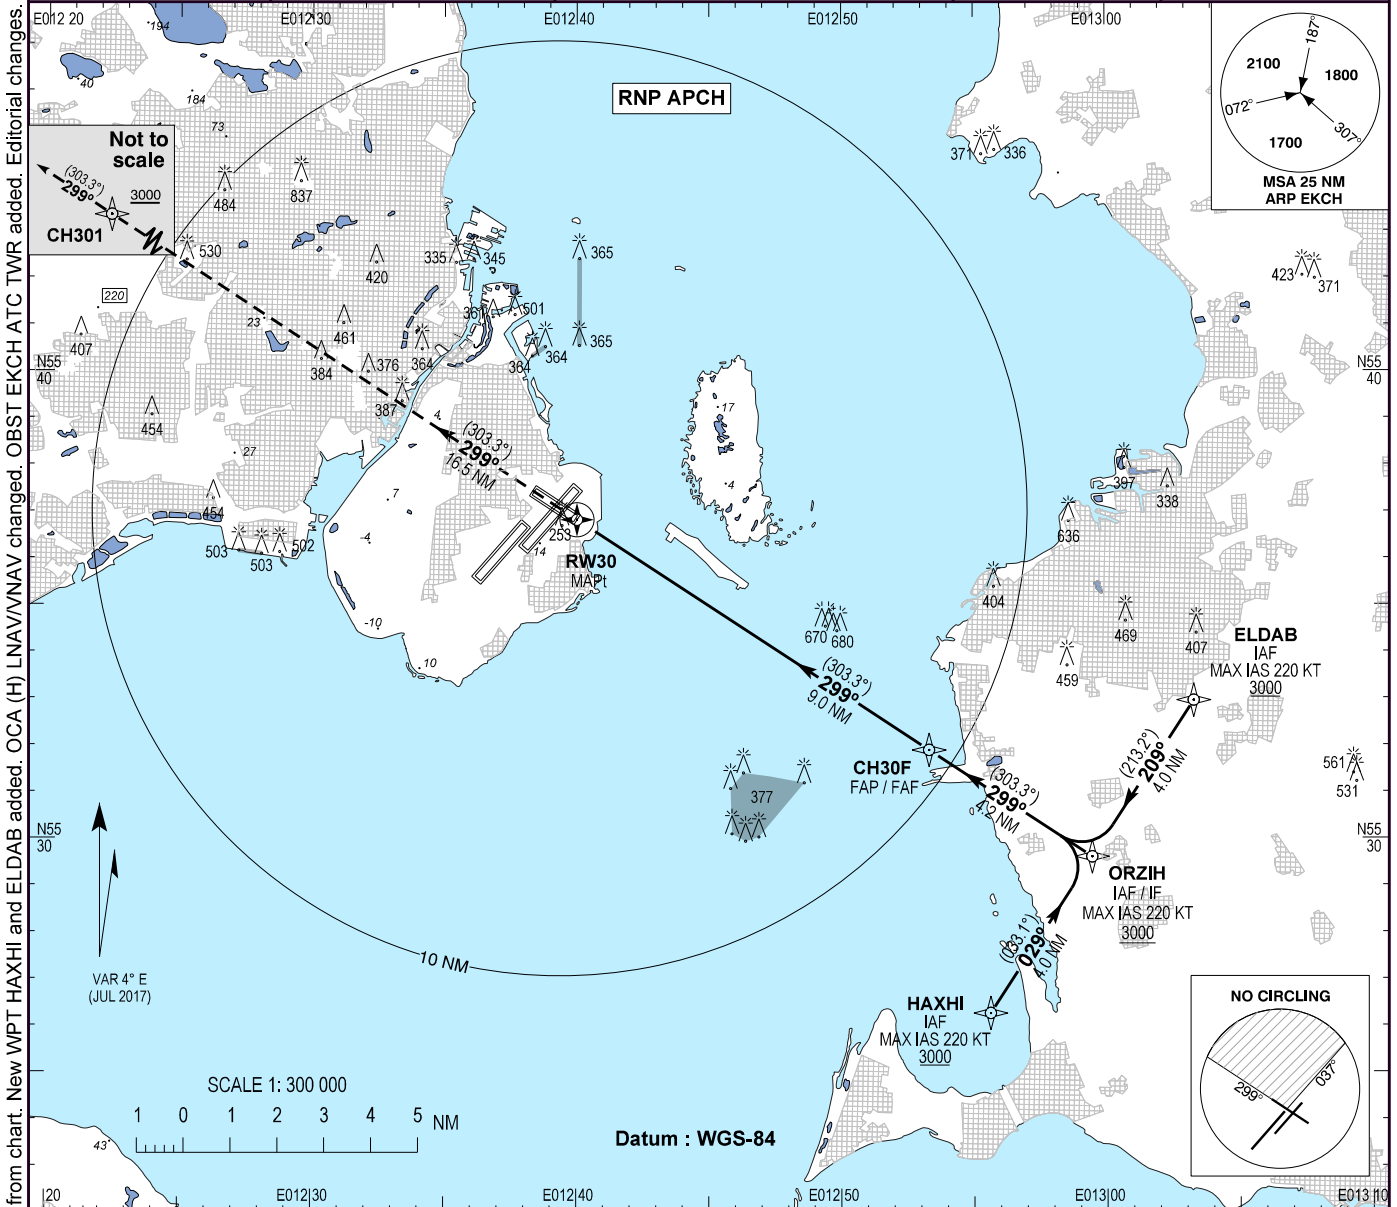 from chart. New WPT HAXHI and ELDAB added. OCA (H) LNAV/VNAV changed. OBST EKCH ATC TWR added. Editorial changes.
E012 20
E012 30
E012 40
E012 50
E013 00
194
40
184
73
RNP APCH
187°
2100
1800
072°
307°
1700
MSA 25 NM
ARP EKCH
Not to
scale
(303.3°)
299°
3000
CH301
484
837
371
336
530
420
335
345
365
423
371
220
23
361
501
407
461
364
364
365
N55
40
384
376
364
N55
40
387
454
4
17
27
(303.3°)
299°
16.5 NM
7
4
397
338
454
636
503
503
502
-4
253
14
RW30
MAPt
404
469
407
-10
670
680
ELDAB
IAF
MAX IAS 220 KT
3000
10
459
(303.3°)
299°
9.0 NM
(213.2°)
209°
4.0 NM
CH30F
FAP / FAF
561
531
(303.3°)
299°
4.2 NM
377
N55
30
N55
30
ORZIH
IAF / IF
MAX IAS 220 KT
3000
(033.1°)
029°
4.0 NM
10 NM
VAR 4° E
(JUL 2017)
HAXHI
IAF
MAX IAS 220 KT
3000
NO CIRCLING
299°
037°
SCALE 1: 300 000
1 0 1 2 3 4 5 NM
Datum : WGS-84
43
20
E012 30
E012 40
E012 50
E013 00
E013 10